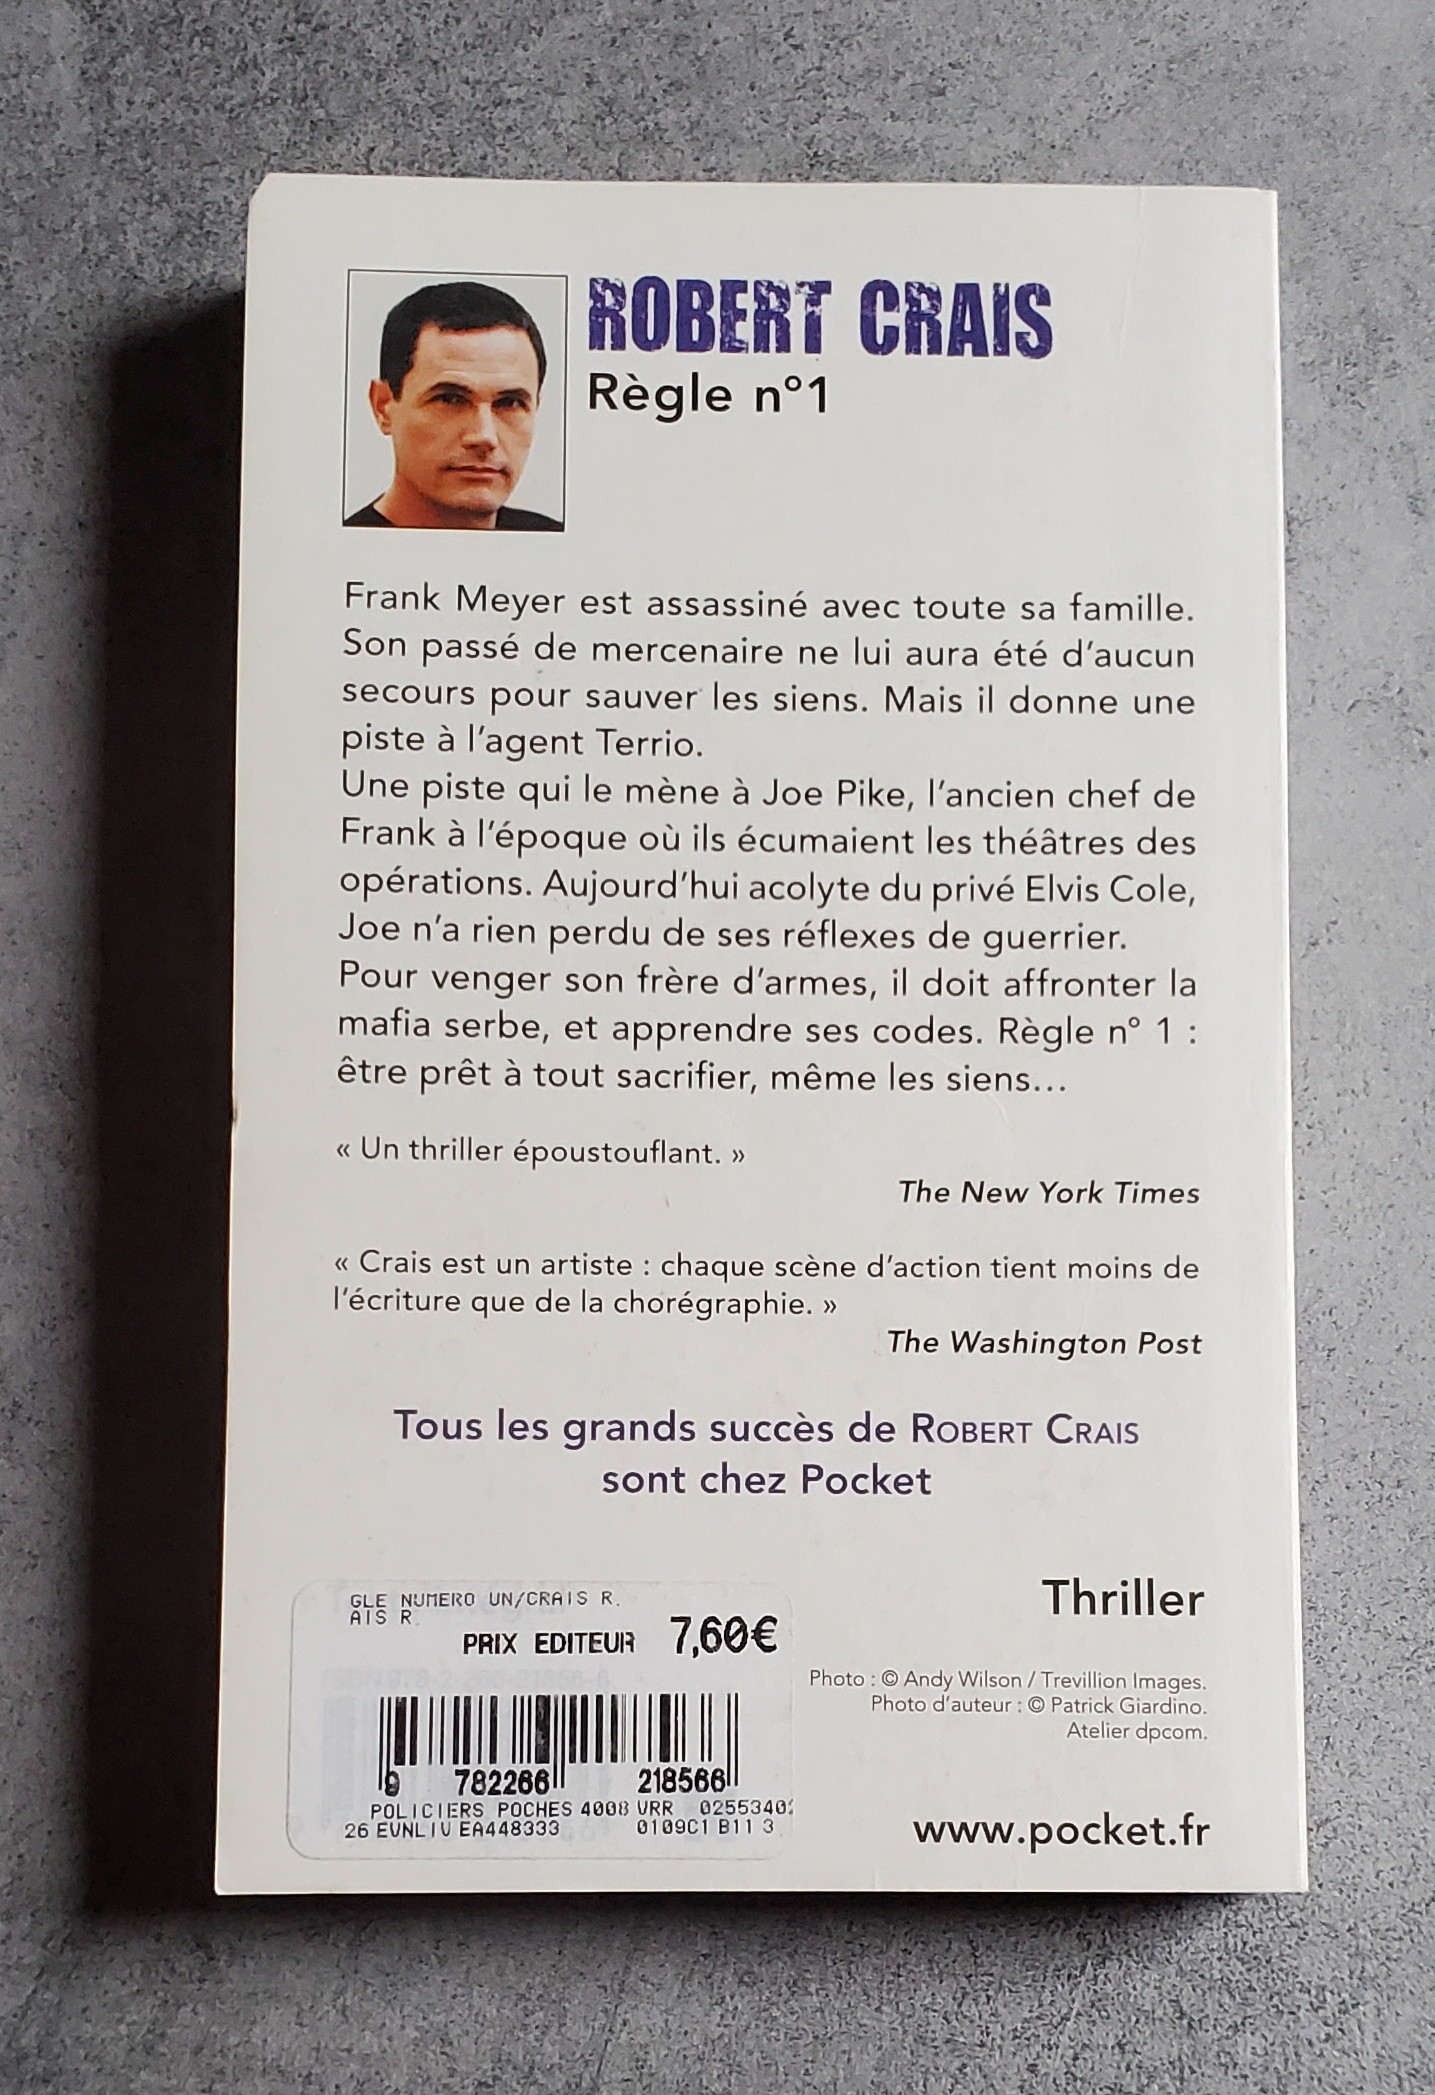 ROBERT CRAIS
Règle n°1
Frank Meyer est assassiné avec toute sa famille.
Son passé de mercenaire ne lui aura été d'aucun
secours pour sauver les siens. Mais il donne une
piste à l'agent Terrio.
Une piste qui le mène à Joe Pike, l'ancien chef de
Frank à l'époque où ils écumaient les théâtres des
opérations. Aujourd'hui acolyte du privé Elvis Cole,
Joe n'a rien perdu de ses réflexes de guerrier.
Pour venger son frère d'armes, il doit affronter la
mafia serbe, et apprendre ses codes. Règle n° 1 :
être prêt à tout sacrifier, même les siens...
« Un thriller époustouflant. »
The New York Times
« Crais est un artiste : chaque scène d'action tient moins de
l'écriture que de la chorégraphie. »
The Washington Post
Tous les grands succès de ROBERT CRAIS
sont chez Pocket
GLE NUMERO UN/CRAIS R.
AIS R
PRIX EDITEUR 7,60€
9 782266 218566
POLICIERS POCHES 4008 VRR 0255340
26 EVNLIV EA448333 0109C1 B11 3
Thriller
Photo : © Andy Wilson / Trevillion Images.
Photo d'auteur : © Patrick Giardino.
Atelier dpcom.
www.pocket.fr